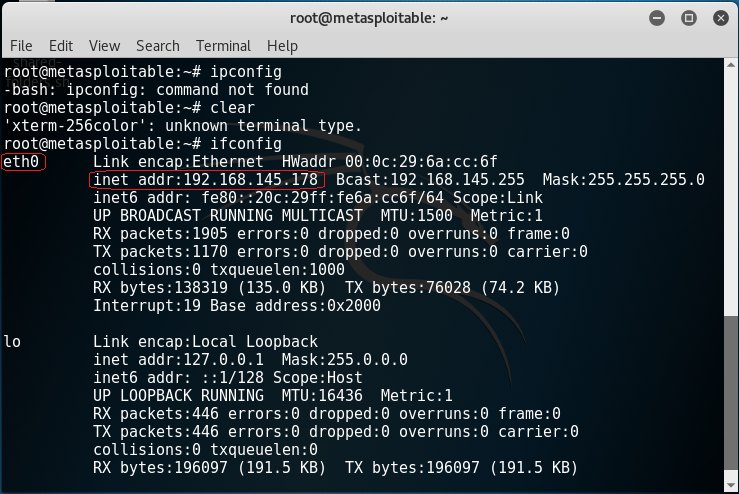 root@metasploitable: ~
File Edit View Search Terminal Help
root@metasploitable:~# ipconfig
-bash: ipconfig: command not found
root@metasploitable:~# clear
'xterm-256color': unknown terminal type.
root@metasploitable:~# ifconfig
eth0      Link encap:Ethernet  HWaddr 00:0c:29:6a:cc:6f
          inet addr:192.168.145.178  Bcast:192.168.145.255  Mask:255.255.255.0
          inet6 addr: fe80::20c:29ff:fe6a:cc6f/64 Scope:Link
          UP BROADCAST RUNNING MULTICAST  MTU:1500  Metric:1
          RX packets:1905 errors:0 dropped:0 overruns:0 frame:0
          TX packets:1170 errors:0 dropped:0 overruns:0 carrier:0
          collisions:0 txqueuelen:1000
          RX bytes:138319 (135.0 KB)  TX bytes:76028 (74.2 KB)
          Interrupt:19 Base address:0x2000
lo        Link encap:Local Loopback
          inet addr:127.0.0.1  Mask:255.0.0.0
          inet6 addr: ::1/128 Scope:Host
          UP LOOPBACK RUNNING  MTU:16436  Metric:1
          RX packets:446 errors:0 dropped:0 overruns:0 frame:0
          TX packets:446 errors:0 dropped:0 overruns:0 carrier:0
          collisions:0 txqueuelen:0
          RX bytes:196097 (191.5 KB)  TX bytes:196097 (191.5 KB)